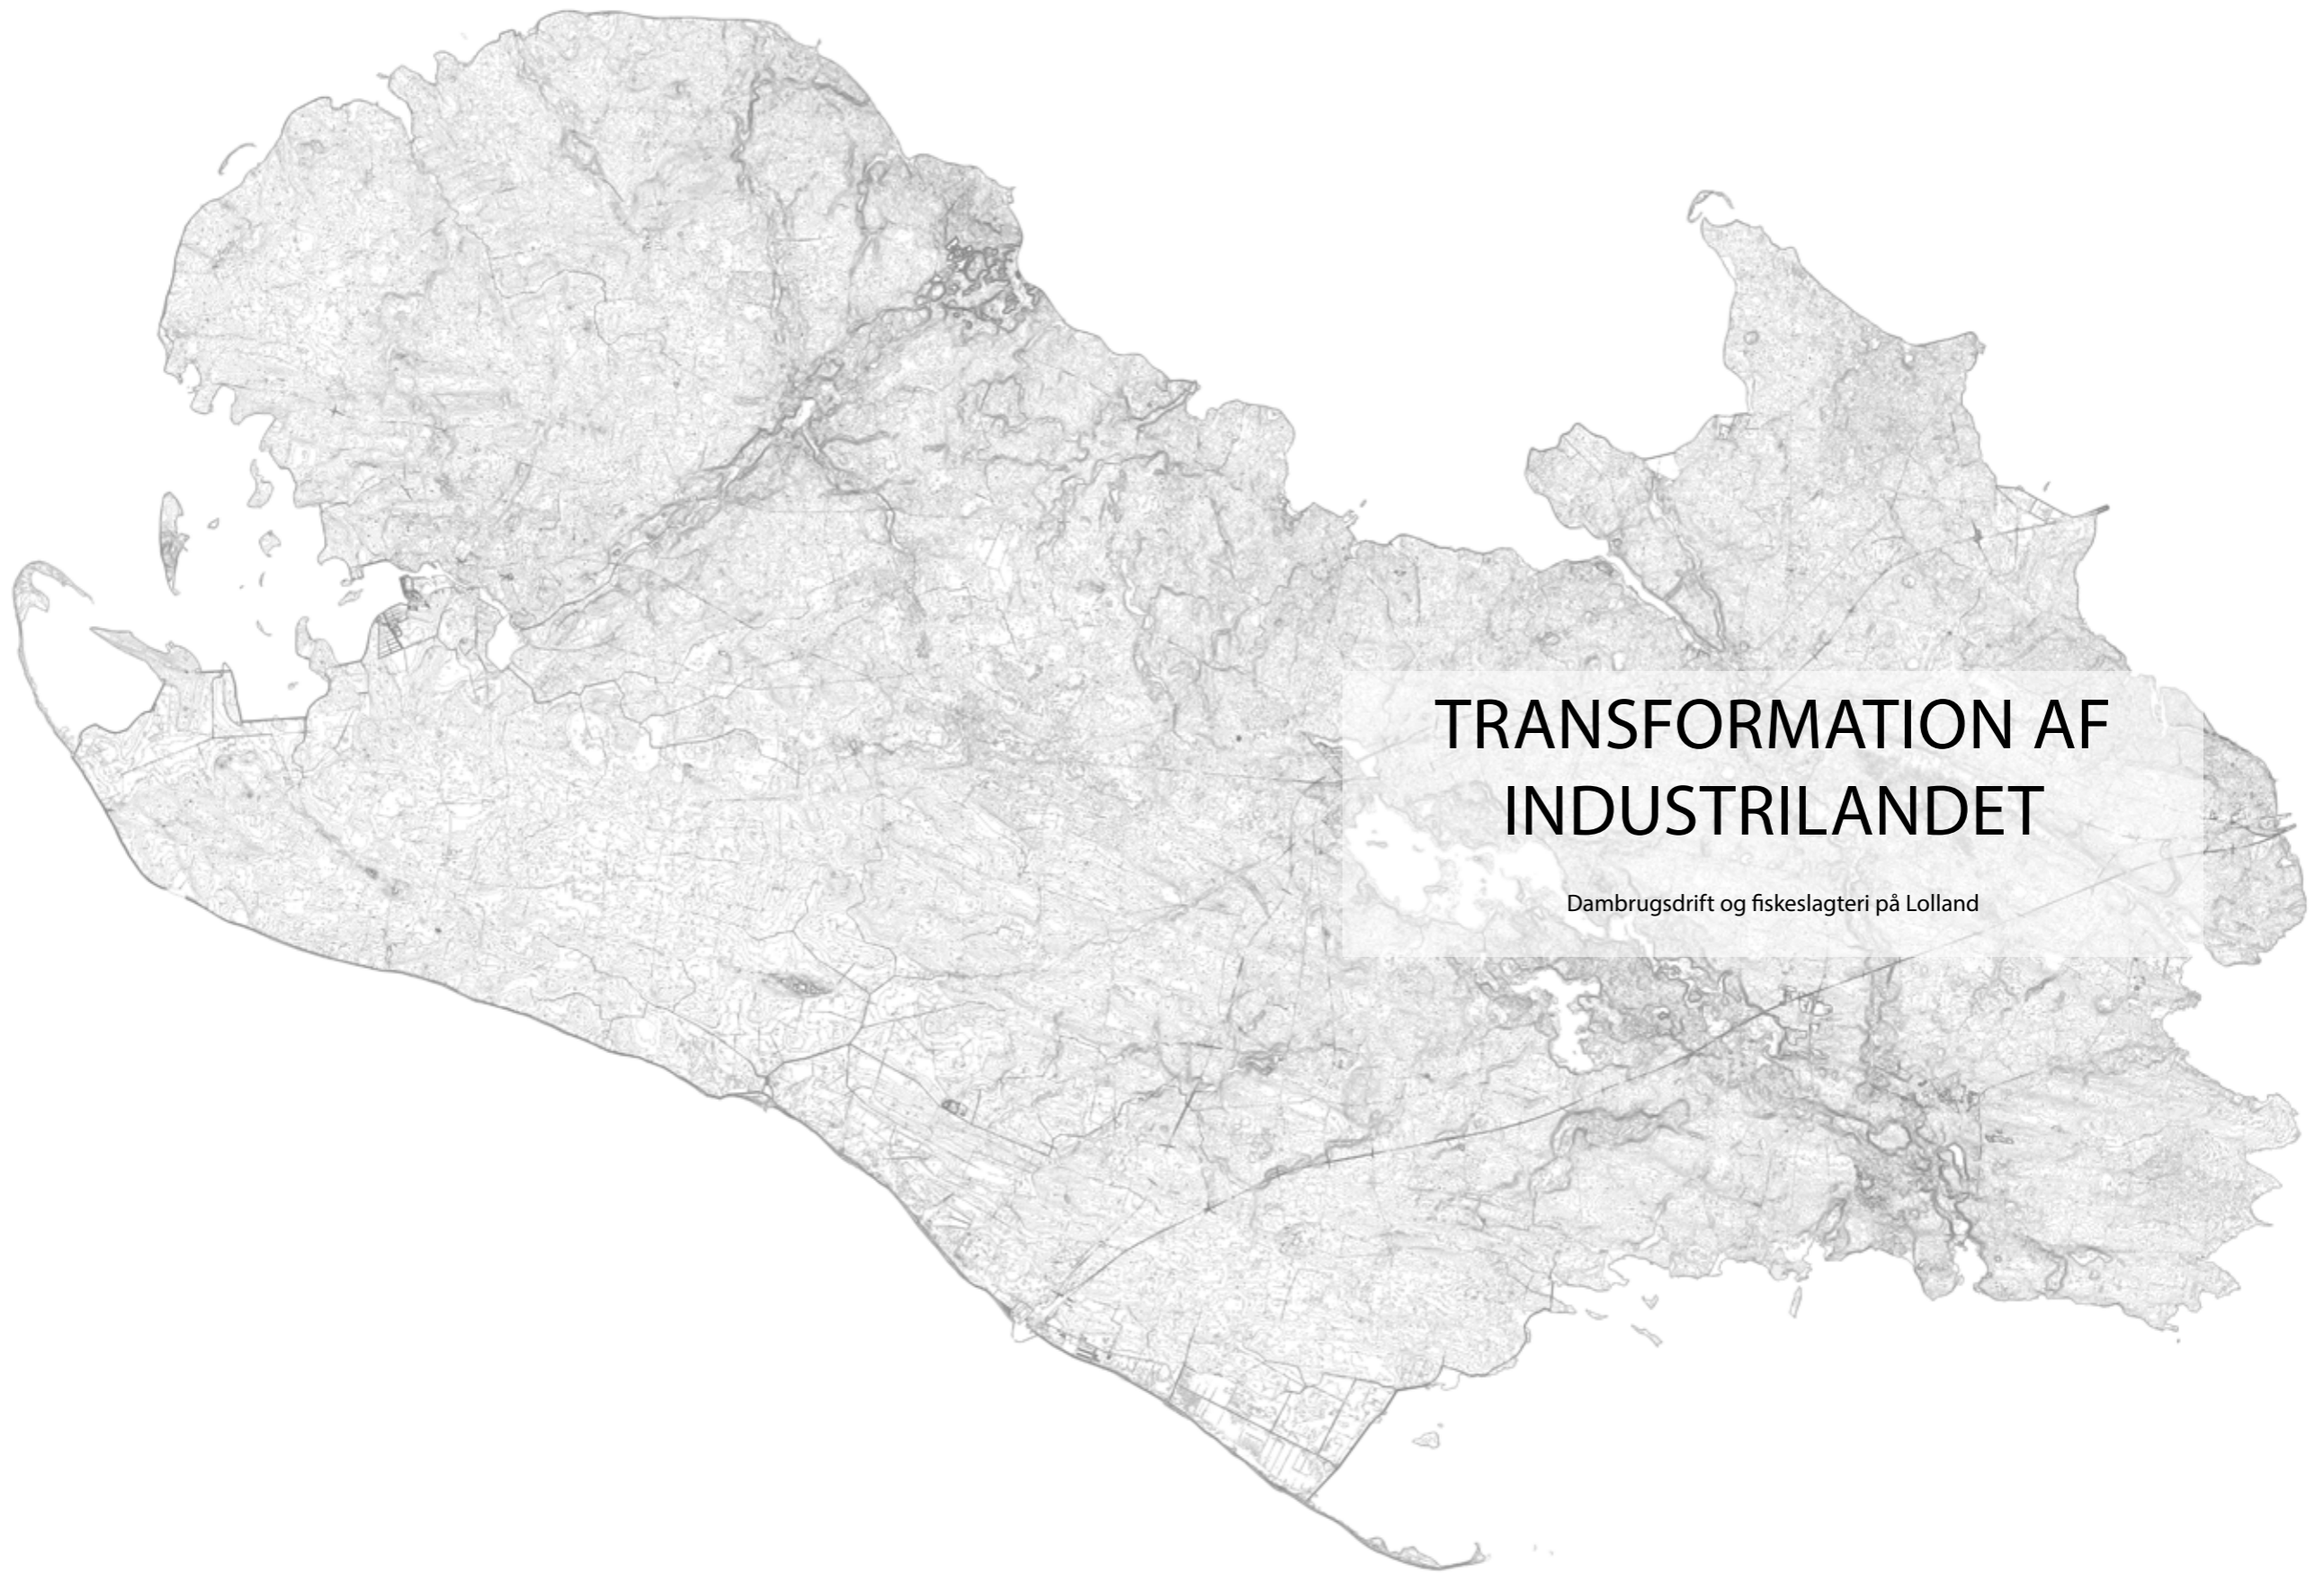 TRANSFORMATION AF
INDUSTRILANDET
Dambrugsdrift og fiskeslagteri på Lolland